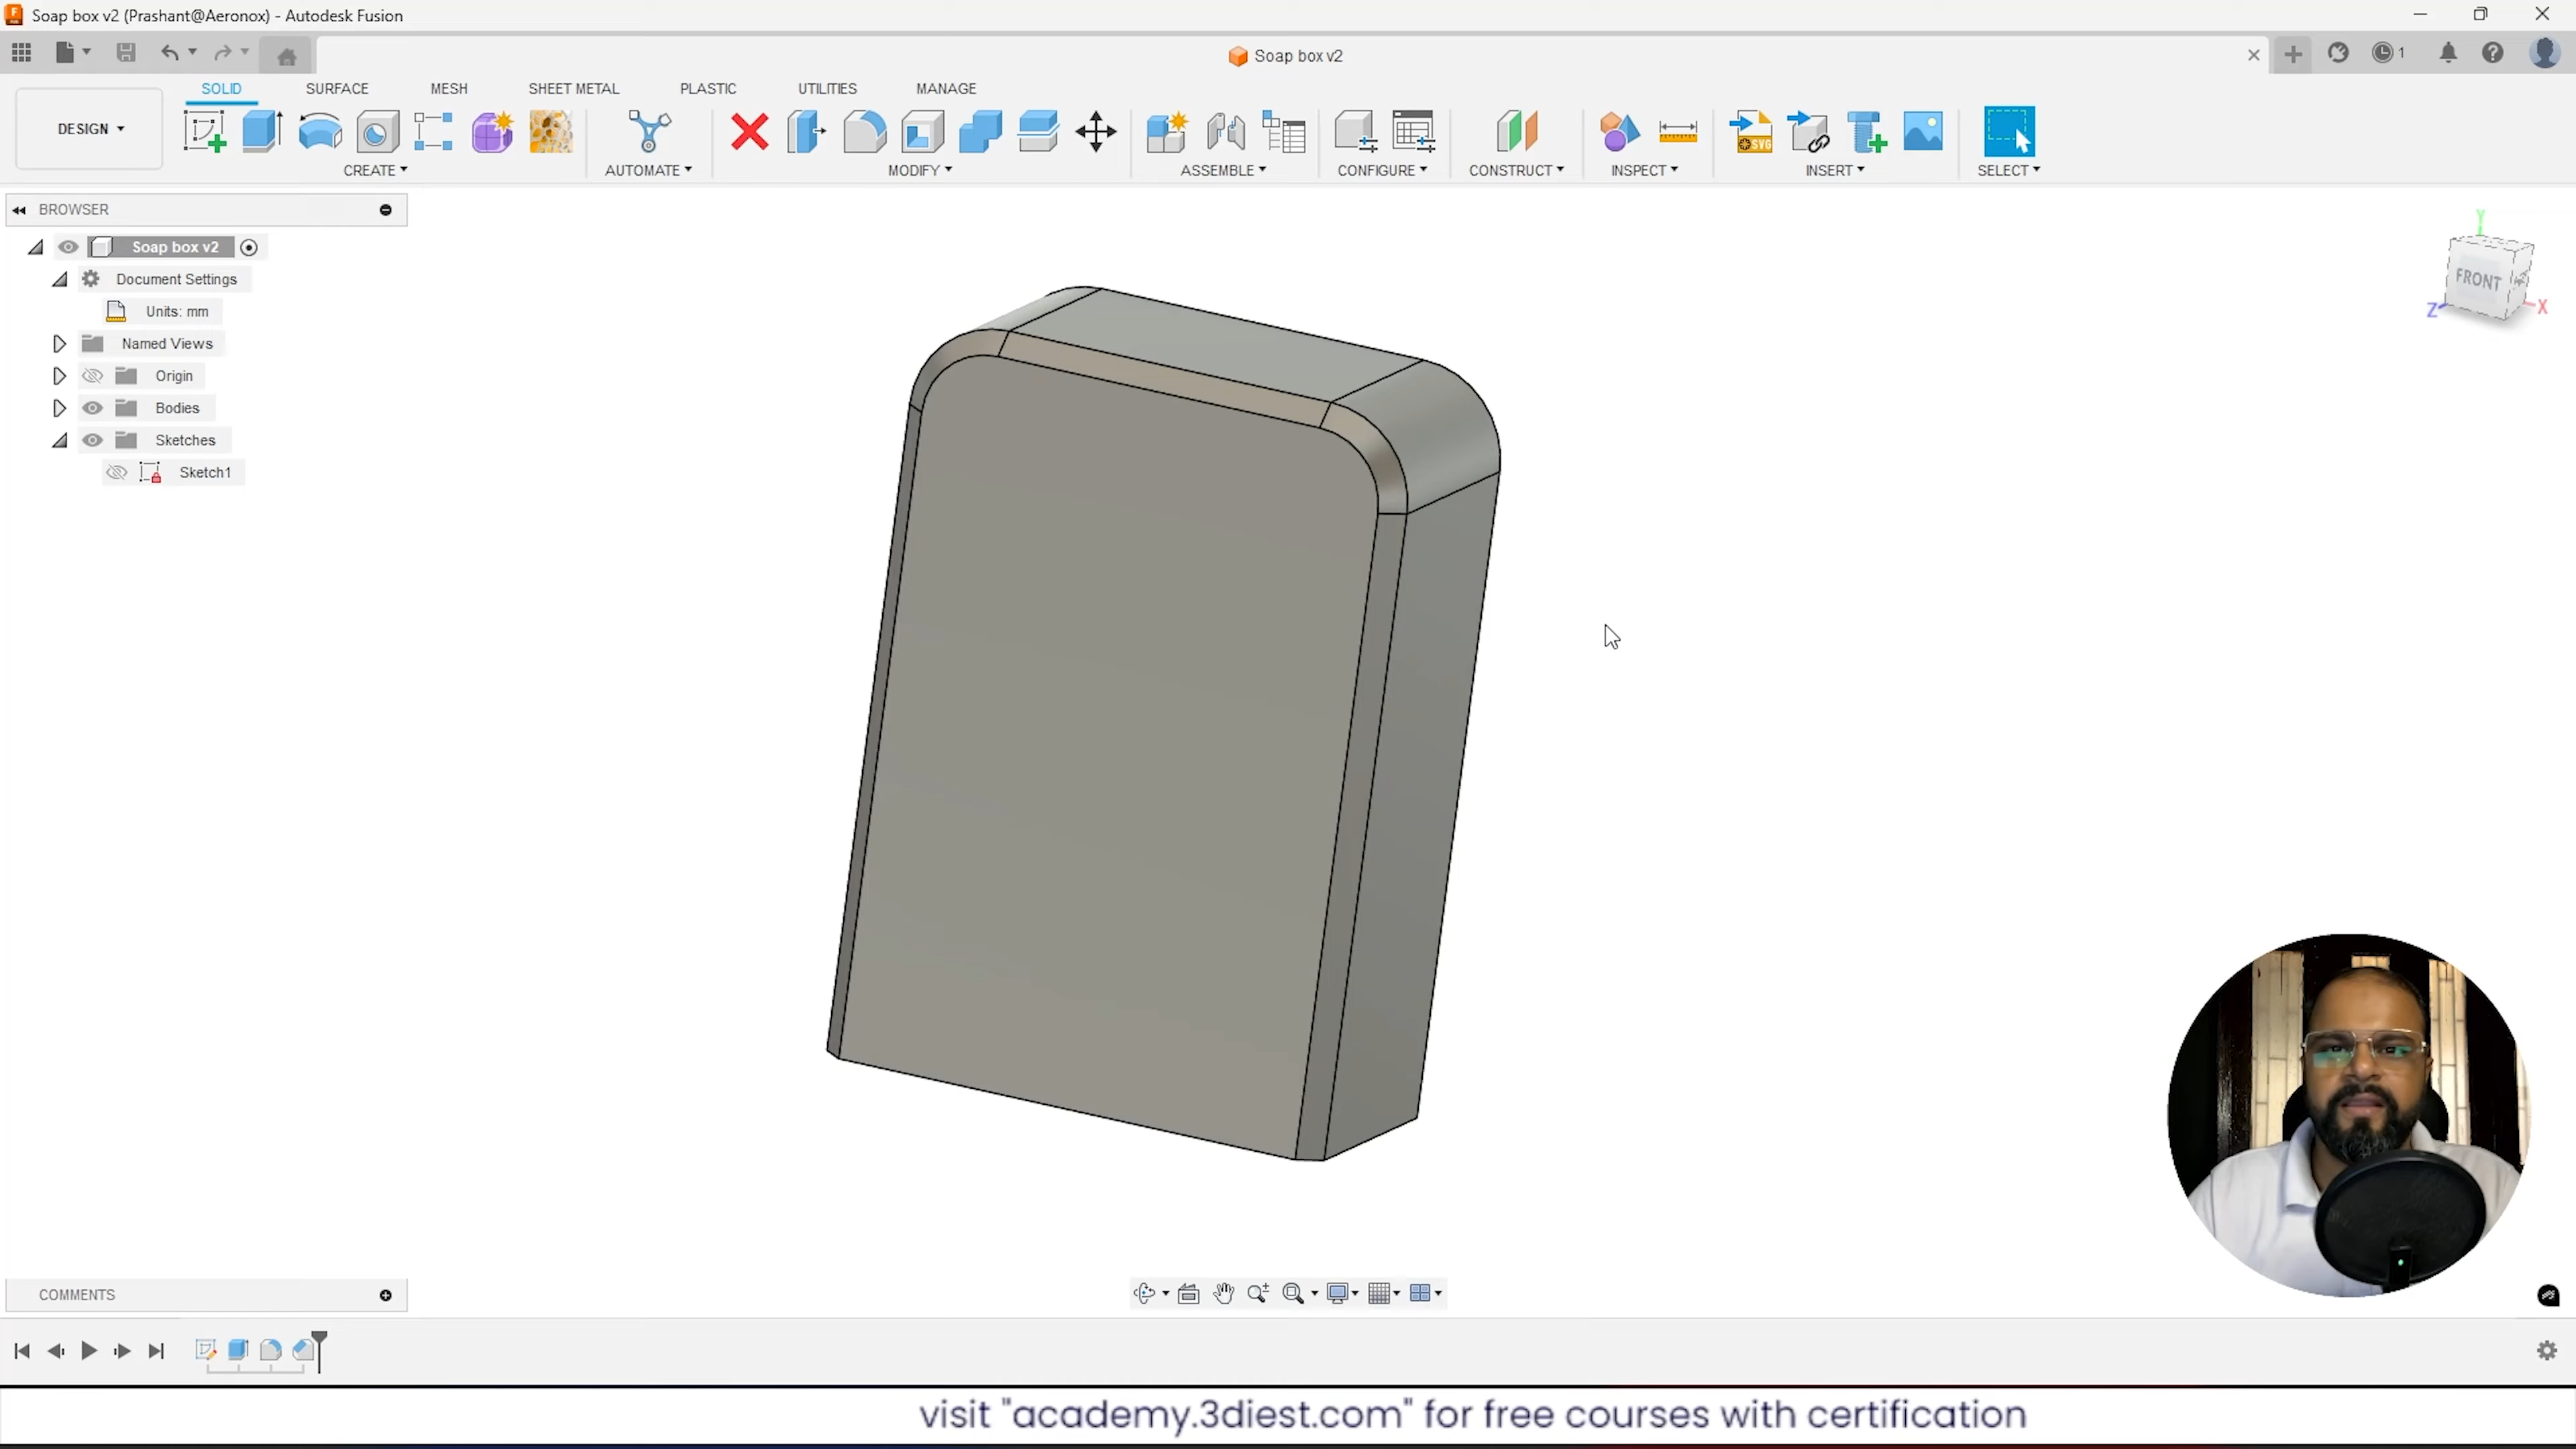 Soap box v2 (Prashant@Aeronox) - Autodesk Fusion
Soap box v2
1
SOLID SURFACE MESH SHEET METAL PLASTIC UTILITIES MANAGE
DESIGN
SVG
CREATE AUTOMATE MODIFY ASSEMBLE CONFIGURE CONSTRUCT INSPECT INSERT SELECT
BROWSER
Soap box v2
Document Settings
Units: mm
Named Views
Origin
Bodies
Sketches
Sketch1
Y
FRONT
Z
X
COMMENTS
visit "academy.3diest.com" for free courses with certification